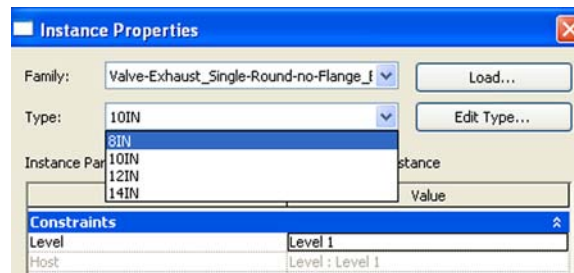 Instance Properties
Family: Valve-Exhaust_Single-Round-no-Flange_ Load...
Type: 10IN Edit Type...
8IN
Instance Par 10IN stance
12IN
14IN
Value
Constraints
Level Level 1
Host Level : Level 1